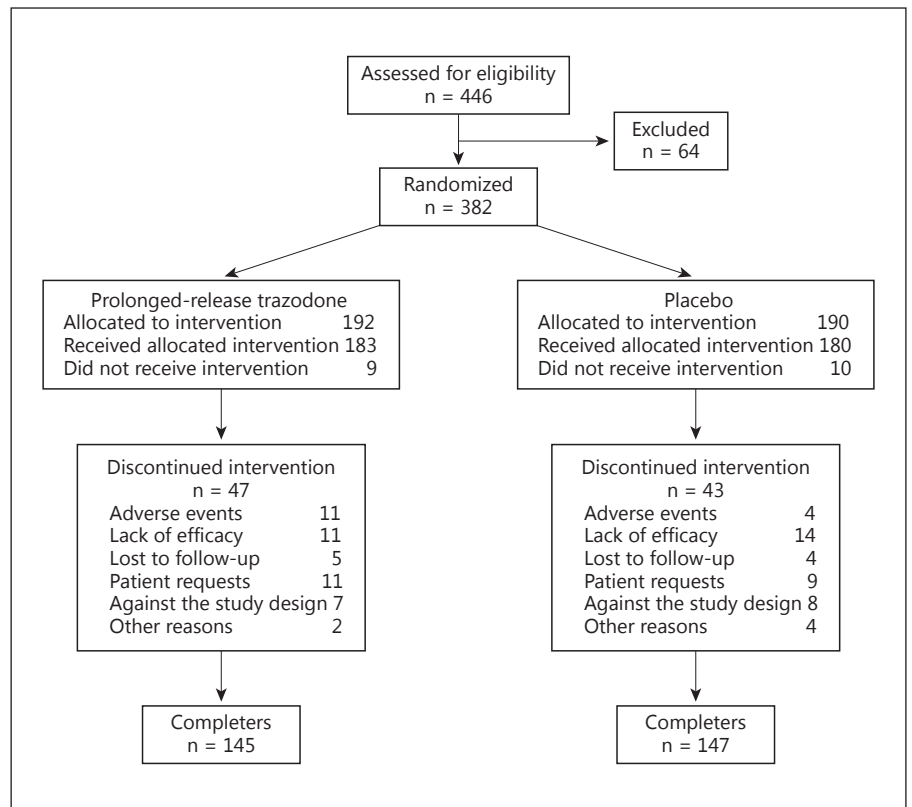 Assessed for eligibility
n = 446
Excluded
n = 64
Randomized
n = 382
Prolonged-release trazodone
Allocated to intervention 192
Received allocated intervention 183
Did not receive intervention 9
Placebo
Allocated to intervention 190
Received allocated intervention 180
Did not receive intervention 10
Discontinued intervention
n = 47
Adverse events 11
Lack of efficacy 11
Lost to follow-up 5
Patient requests 11
Against the study design 7
Other reasons 2
Discontinued intervention
n = 43
Adverse events 4
Lack of efficacy 14
Lost to follow-up 4
Patient requests 9
Against the study design 8
Other reasons 4
Completers
n = 145
Completers
n = 147